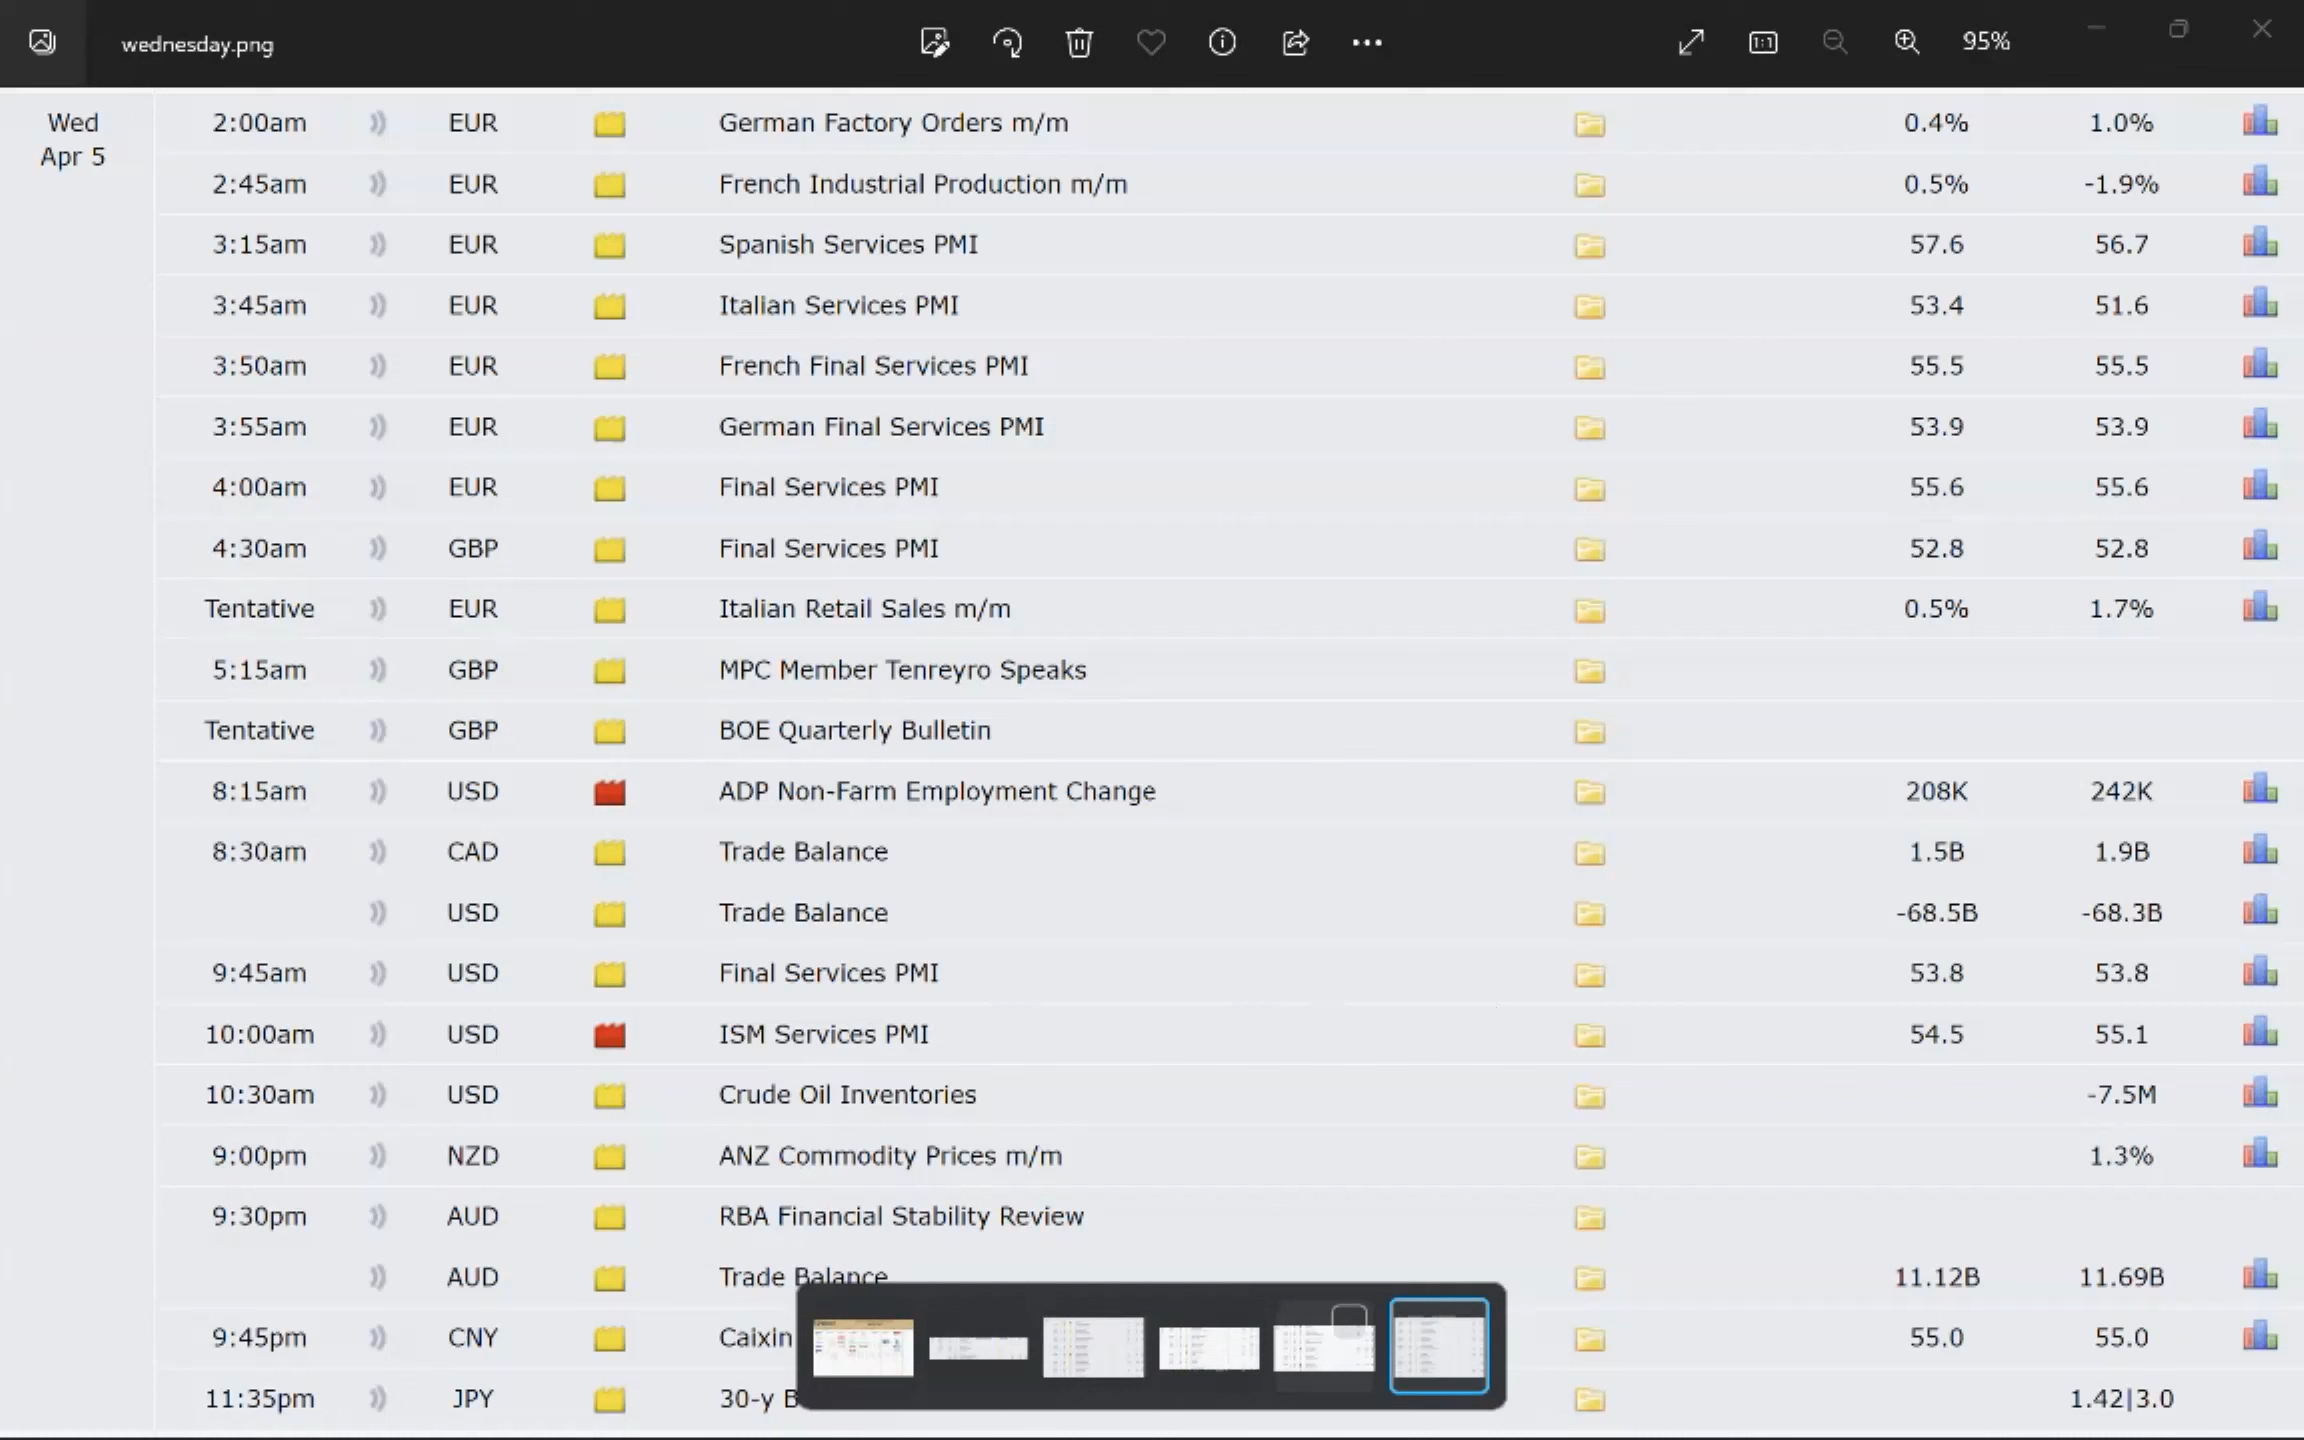 wednesday.png
95%
Wed
Apr 5
2:00am EUR German Factory Orders m/m 0.4% 1.0%
2:45am EUR French Industrial Production m/m 0.5% -1.9%
3:15am EUR Spanish Services PMI 57.6 56.7
3:45am EUR Italian Services PMI 53.4 51.6
3:50am EUR French Final Services PMI 55.5 55.5
3:55am EUR German Final Services PMI 53.9 53.9
4:00am EUR Final Services PMI 55.6 55.6
4:30am GBP Final Services PMI 52.8 52.8
Tentative EUR Italian Retail Sales m/m 0.5% 1.7%
5:15am GBP MPC Member Tenreyro Speaks
Tentative GBP BOE Quarterly Bulletin
8:15am USD ADP Non-Farm Employment Change 208K 242K
8:30am CAD Trade Balance 1.5B 1.9B
USD Trade Balance -68.5B -68.3B
9:45am USD Final Services PMI 53.8 53.8
10:00am USD ISM Services PMI 54.5 55.1
10:30am USD Crude Oil Inventories -7.5M
9:00pm NZD ANZ Commodity Prices m/m 1.3%
9:30pm AUD RBA Financial Stability Review
AUD Trade Balance 11.12B 11.69B
9:45pm CNY Caixin 55.0 55.0
11:35pm JPY 30-y B 1.42|3.0